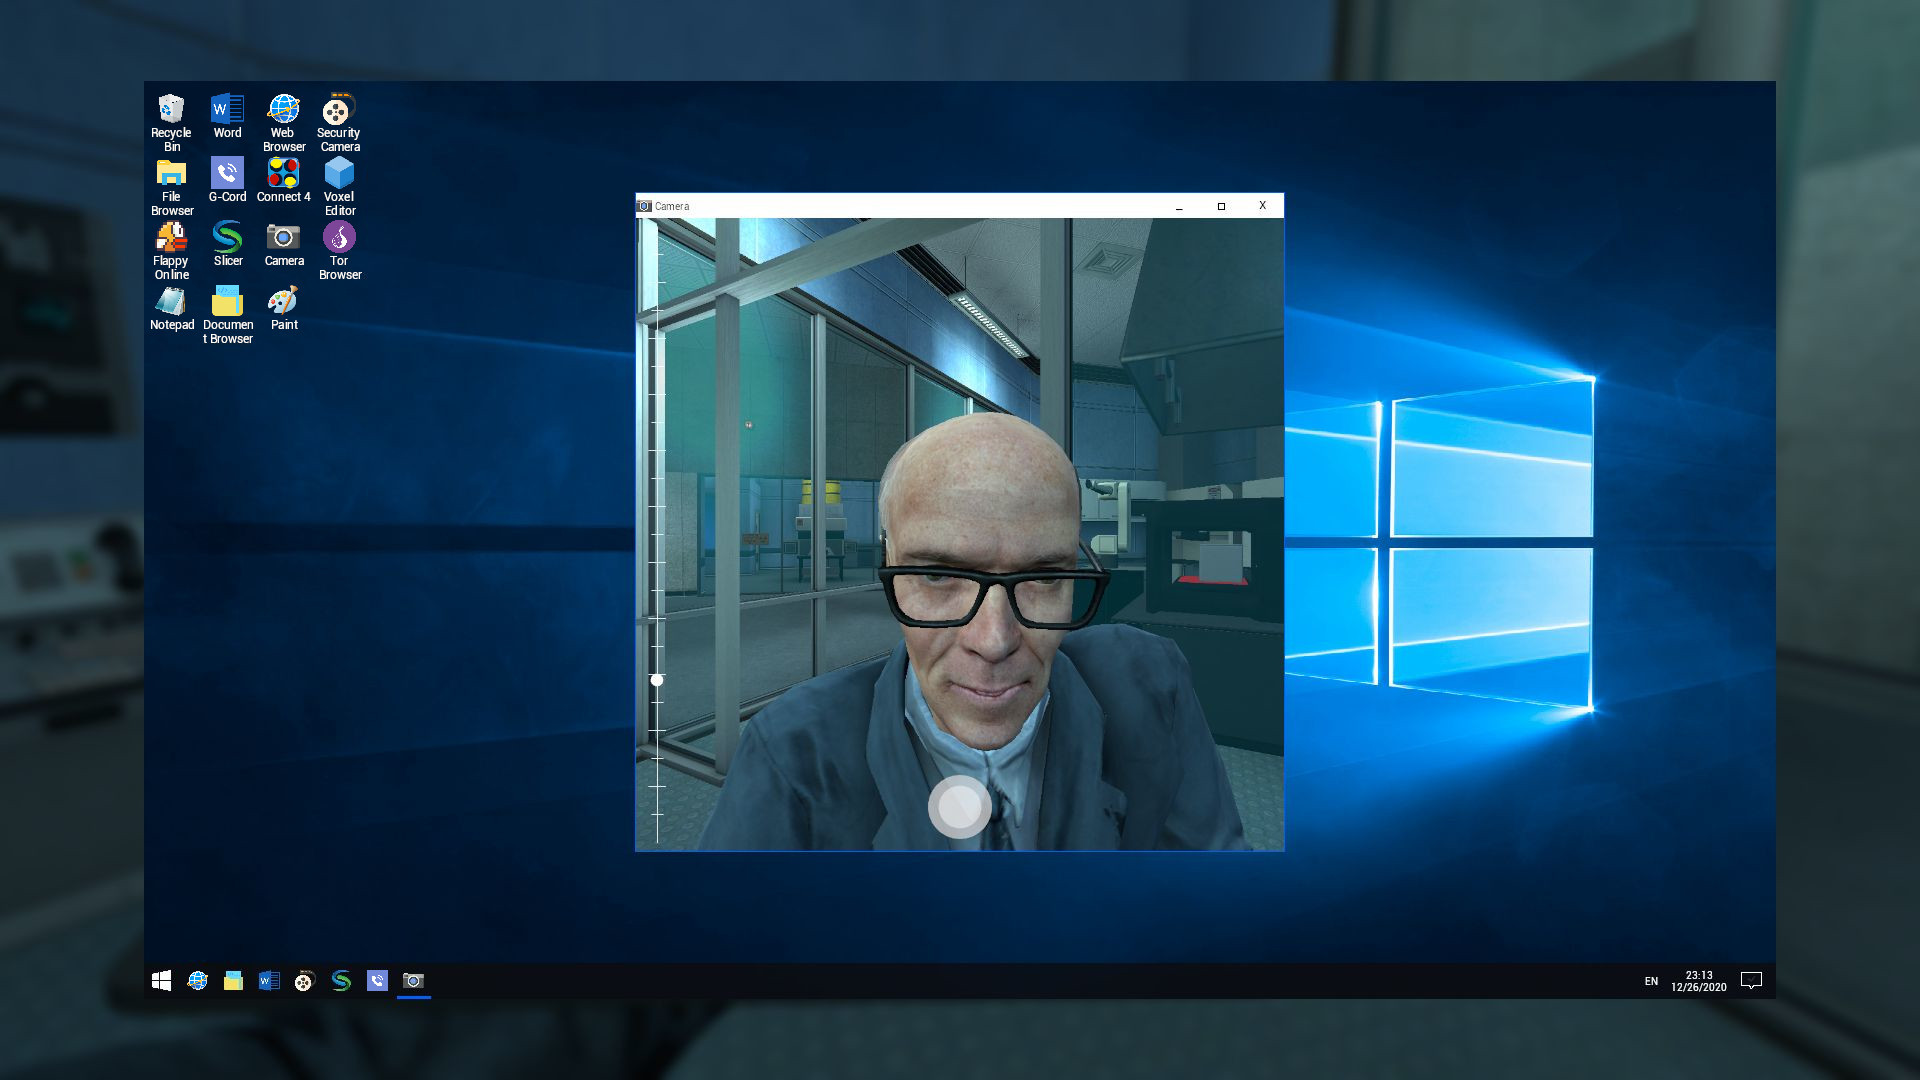 Recycle
Bin
Word
Web
Browser
Security
Camera
File
Browser
G-Cord
Connect 4
Voxel
Editor
Flappy
Online
Slicer
Camera
Tor
Browser
Notepad
Documen
t Browser
Paint
Camera
X
EN
23:13
12/26/2020